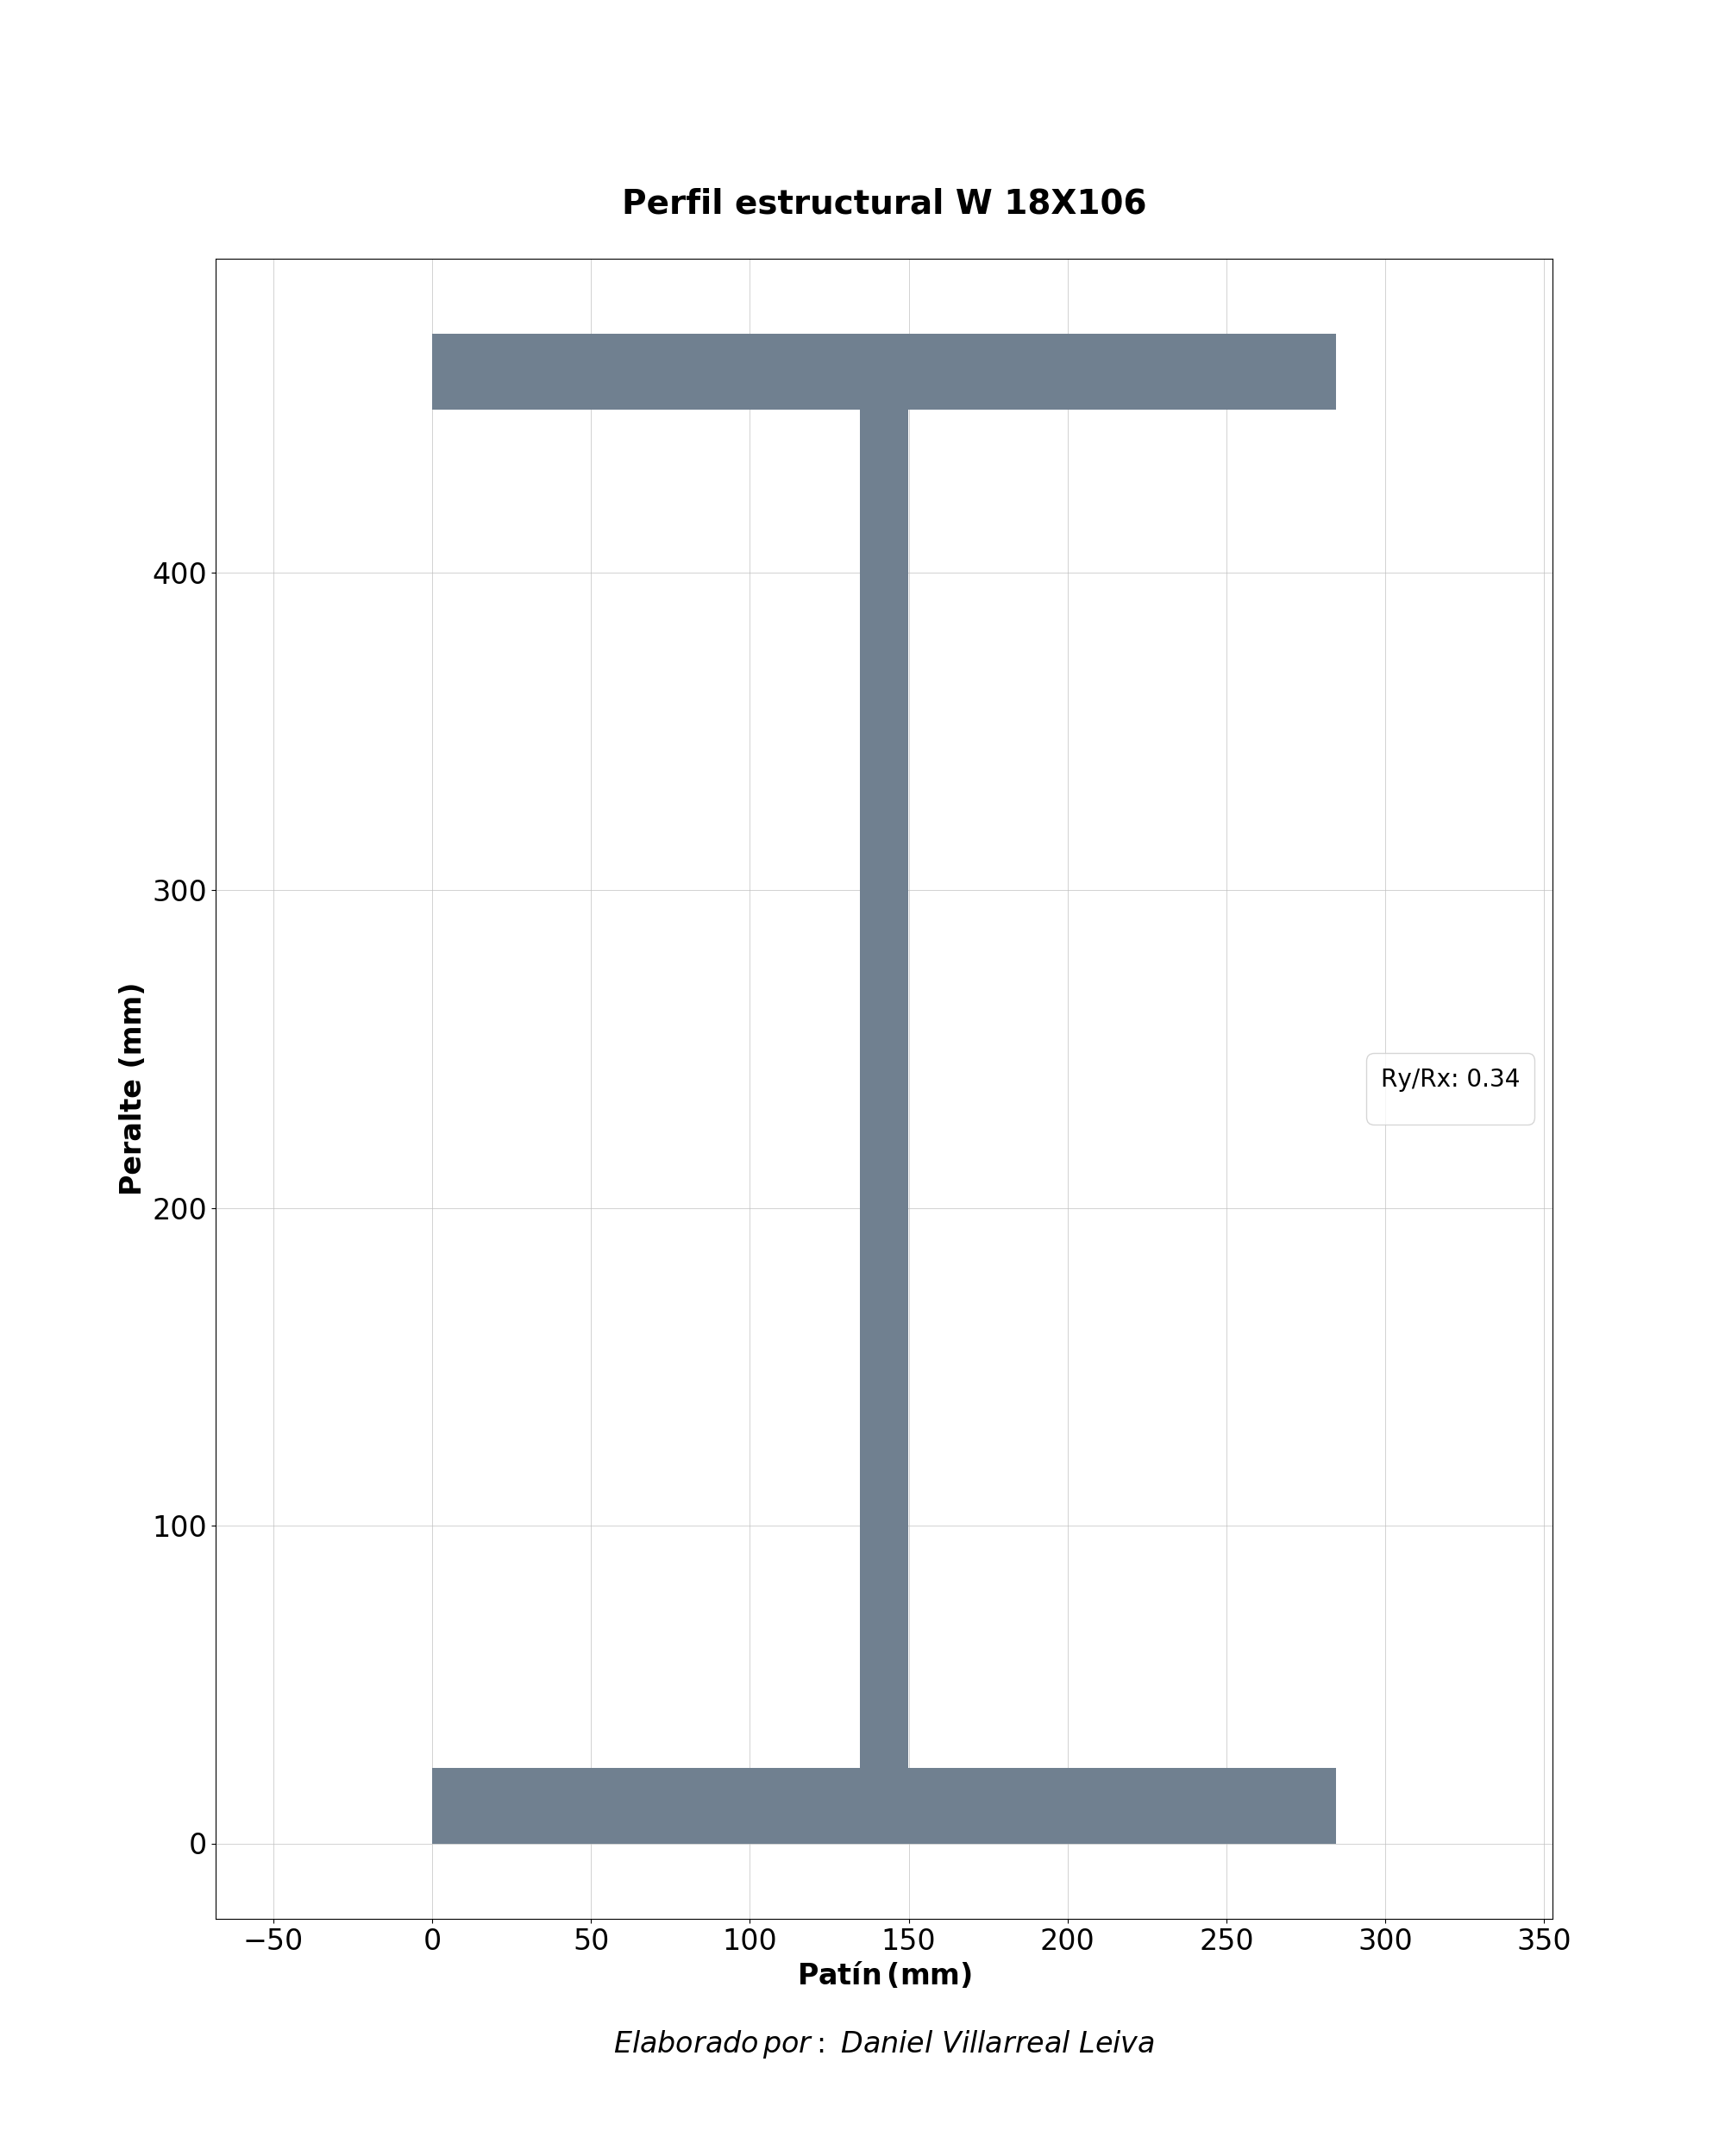 Perfil estructural W 18X106
400
300
200
100
0
Peralte (mm)
Ry/Rx: 0.34
−50 0 50 100 150 200 250 300 350
Patín (mm)
Elaborado por: Daniel Villarreal Leiva